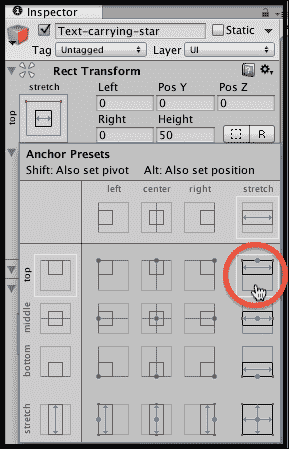 Inspector
Text-carrying-star Static
Tag Untagged Layer UI
Rect Transform
stretch Left Pos Y Pos Z
top 0 0 0
Right Height
0 50 R
Anchor Presets
Shift: Also set pivot Alt: Also set position
left center right stretch
top
middle
bottom
stretch